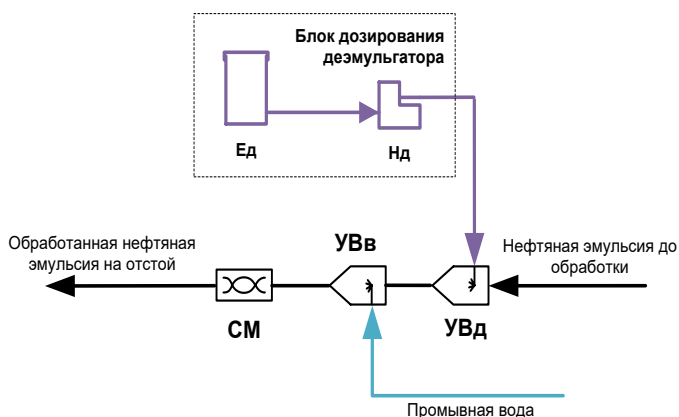 Блок дозирования
деэмульгатора
Ед
Нд
Обработанная нефтяная
эмульсия на отстой
УВв
Нефтяная эмульсия до
обработки
СМ
УВд
Промывная вода